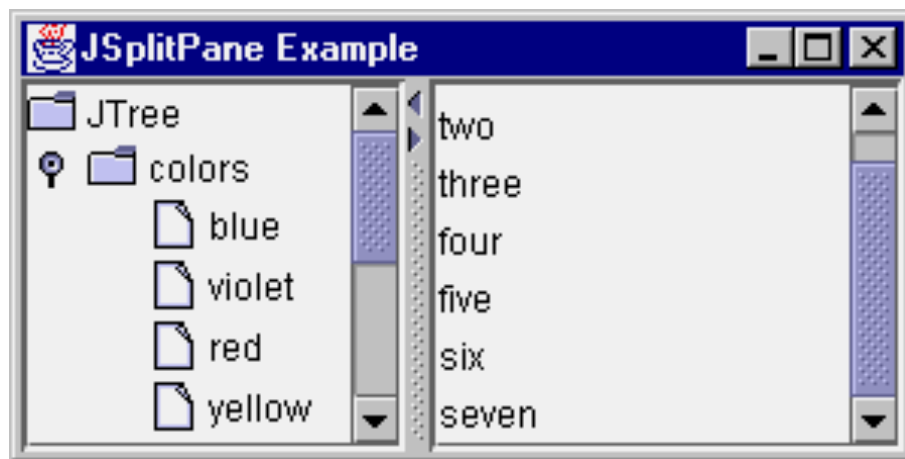 JSplitPane Example
JTree
colors
blue
violet
red
yellow
two
three
four
five
six
seven